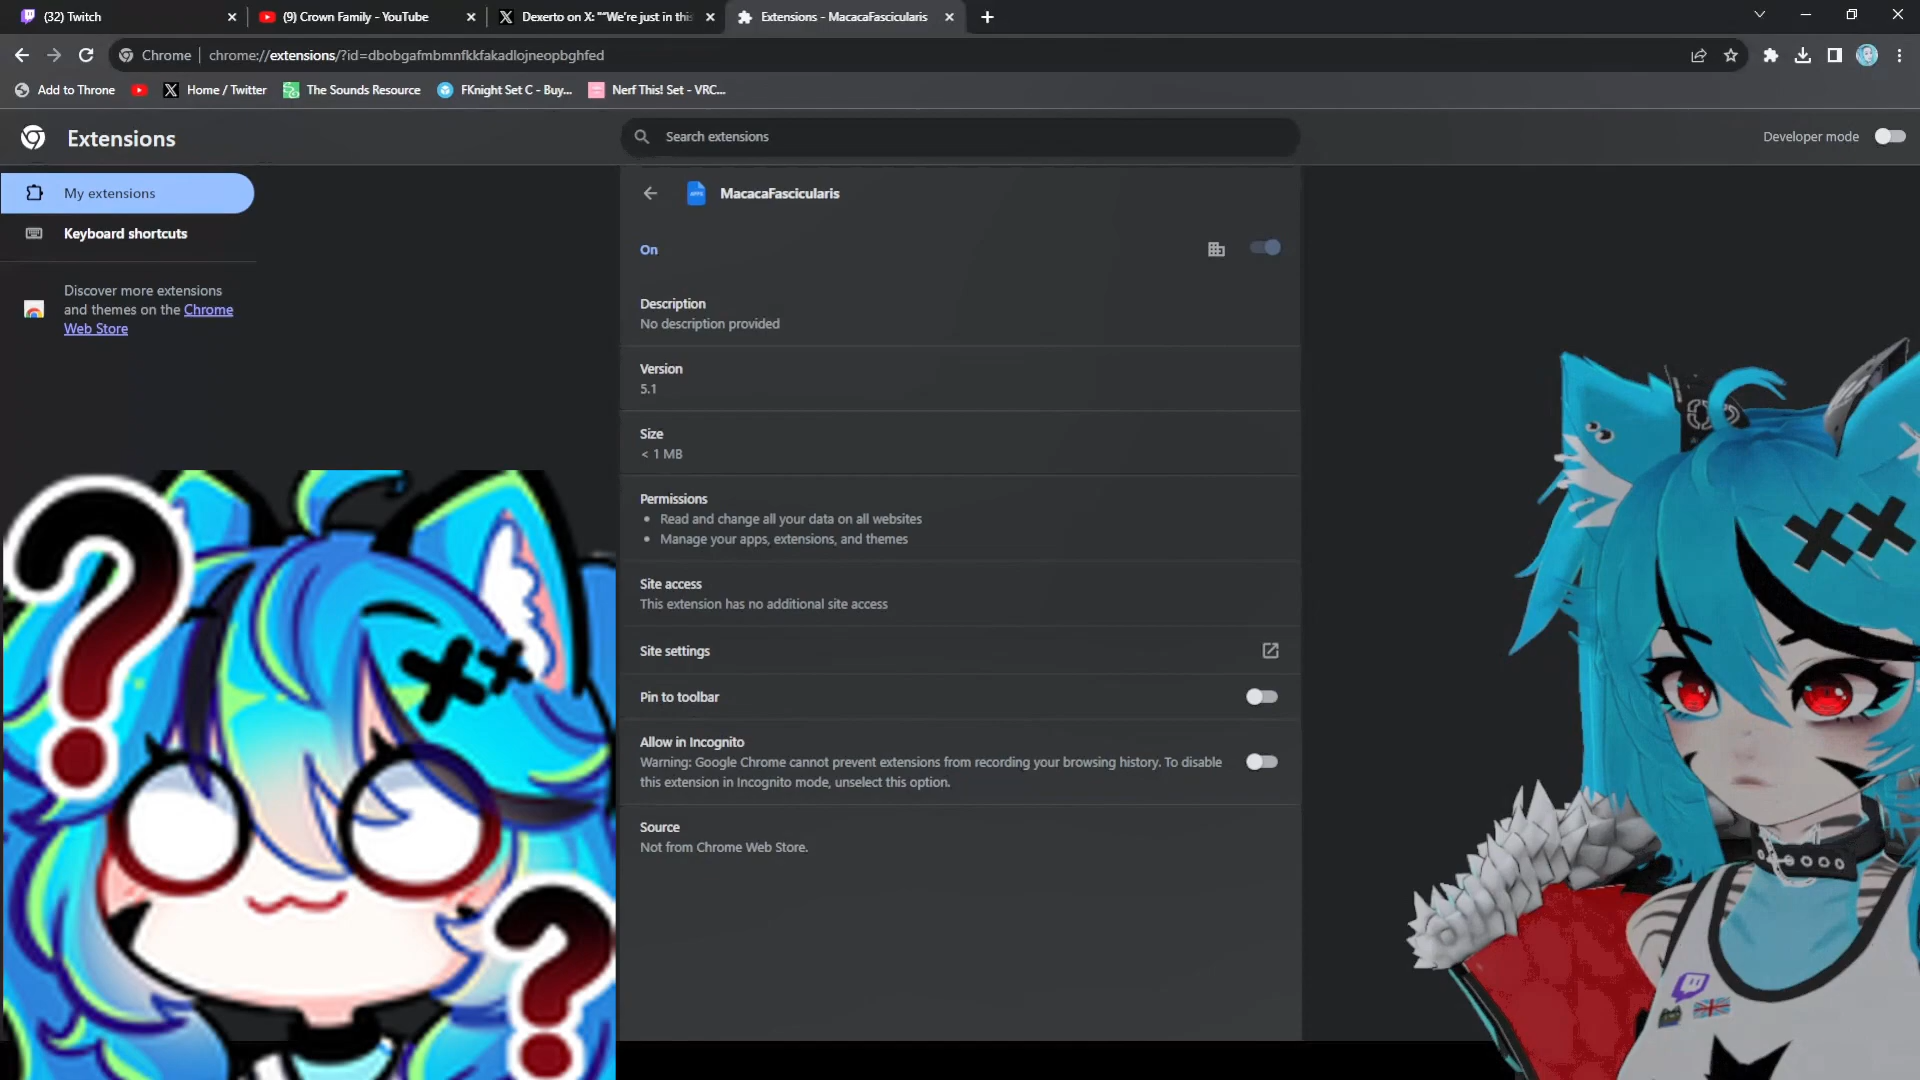 (32) Twitch
(9) Crown Family - YouTube
Dexerto on X: "“We're just in this
Extensions - MacacaFascicularis
Chrome
chrome://extensions/?id=dbobgafmbmnfkkfakadlojneopbghfed
Add to Throne
Home / Twitter
The Sounds Resource
FKnight Set C - Buy...
Nerf This! Set - VRC...
Extensions
Search extensions
Developer mode
My extensions
Keyboard shortcuts
Discover more extensions
and themes on the Chrome
Web Store
MacacaFascicularis
On
Description
No description provided
Version
5.1
Size
< 1 MB
Permissions
• Read and change all your data on all websites
• Manage your apps, extensions, and themes
Site access
This extension has no additional site access
Site settings
Pin to toolbar
Allow in Incognito
Warning: Google Chrome cannot prevent extensions from recording your browsing history. To disable
this extension in Incognito mode, unselect this option.
Source
Not from Chrome Web Store.
?
?